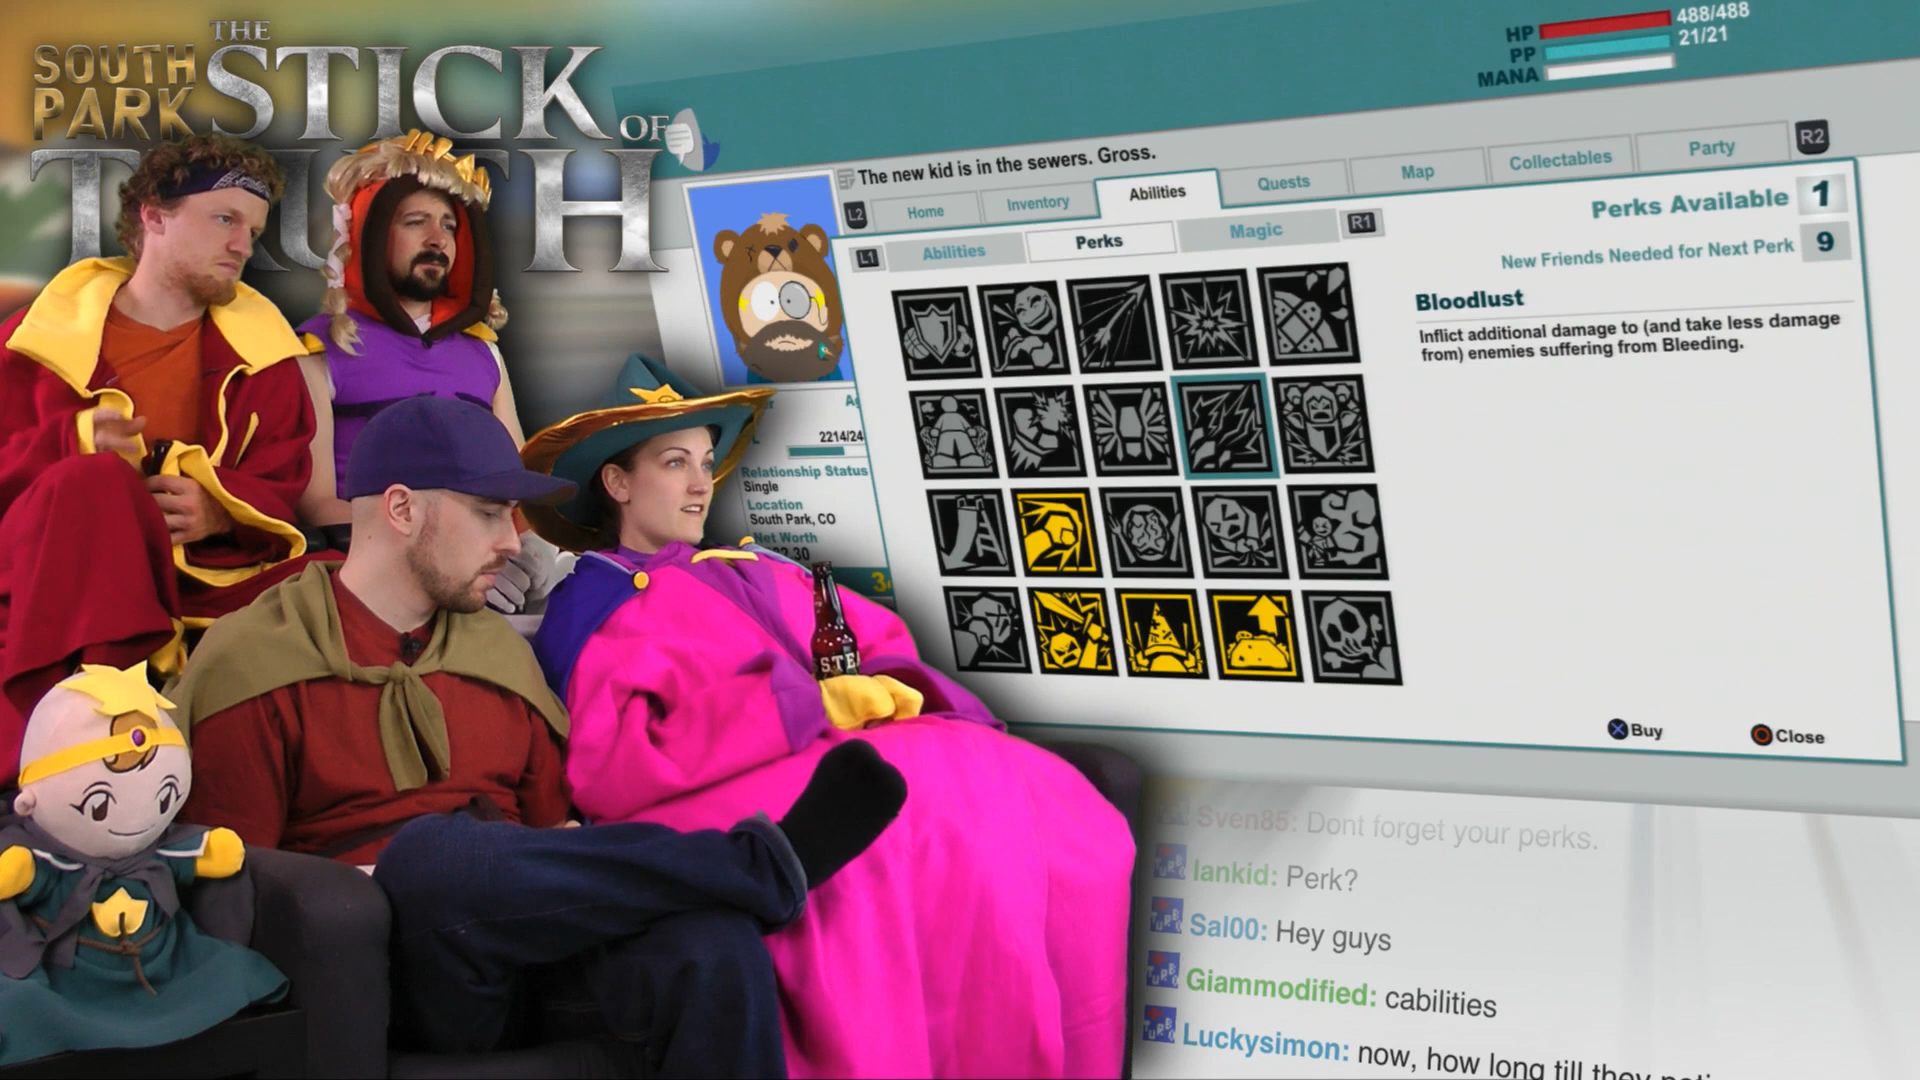 THE
SOUTH
PARK
STICK
OF
TRUTH
HP
488/488
PP
21/21
MANA
The new kid is in the sewers. Gross.
L2
Home
Inventory
Abilities
Quests
Map
Collectables
Party
R2
L1
Abilities
Perks
Magic
R1
Perks Available 1
New Friends Needed for Next Perk 9
Bloodlust
Inflict additional damage to (and take less damage
from) enemies suffering from Bleeding.
2214/24
Relationship Status
Single
Location
South Park, CO
Net Worth
Buy
Close
Sven85: Dont forget your perks.
Iankid: Perk?
Sal00: Hey guys
Giammodified: cabilities
Luckysimon: now, how long till they